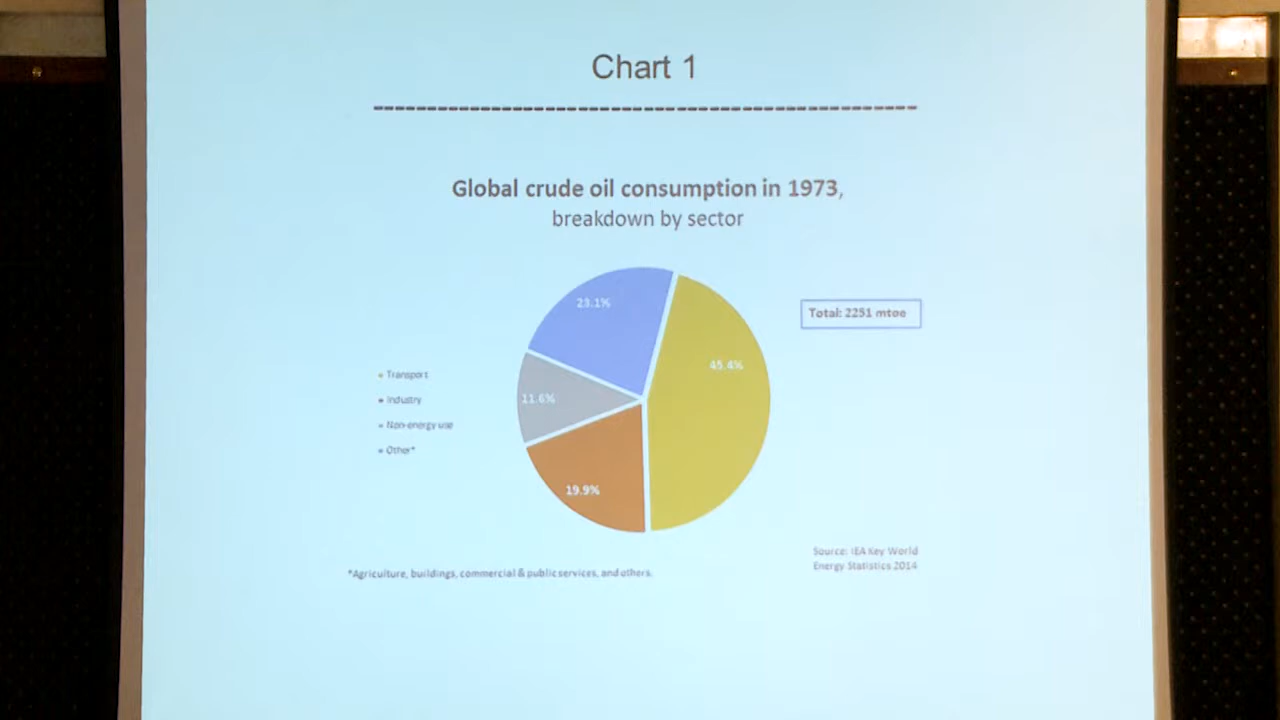 Chart 1
Global crude oil consumption in 1973,
breakdown by sector
23.1%
Total: 2251 mtoe
45.4%
Transport
Industry
11.6%
Non-energy use
Other*
19.9%
Source: IEA Key World
Energy Statistics 2014
*Agriculture, buildings, commercial & public services, and others.